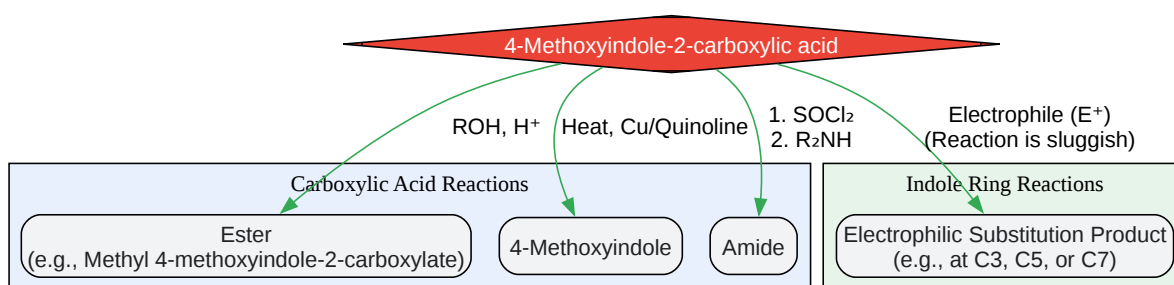 4-Methoxyindole-2-carboxylic acid
ROH, H⁺
Heat, Cu/Quinoline
1. SOCl₂
2. R₂NH
Electrophile (E⁺)
(Reaction is sluggish)
Carboxylic Acid Reactions
Indole Ring Reactions
Ester
(e.g., Methyl 4-methoxyindole-2-carboxylate)
4-Methoxyindole
Amide
Electrophilic Substitution Product
(e.g., at C3, C5, or C7)